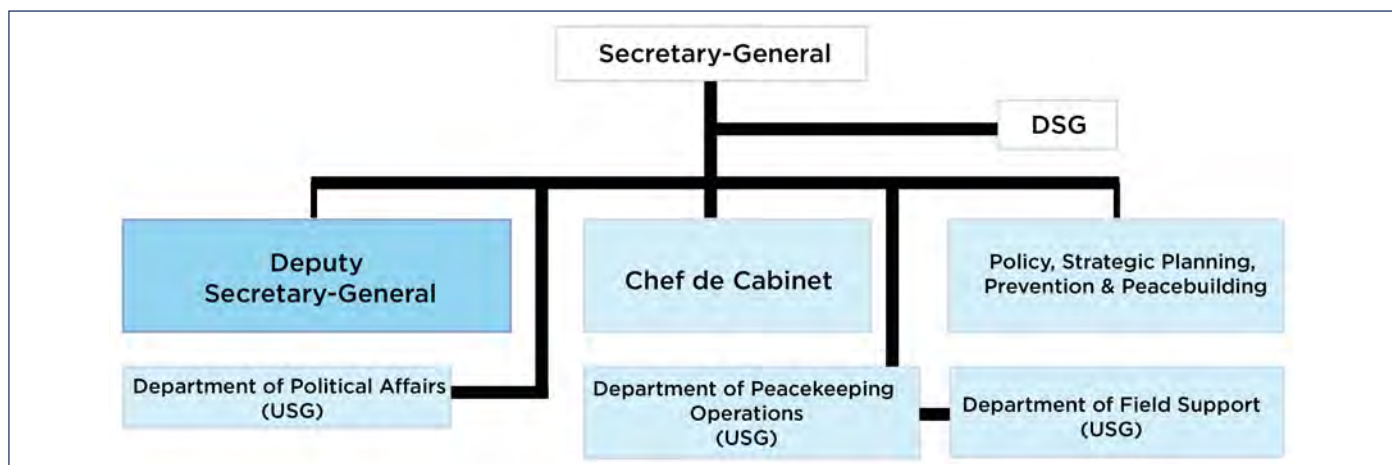 Secretary-General
DSG
Deputy
Secretary-General
Chef de Cabinet
Policy, Strategic Planning,
Prevention & Peacebuilding
Department of Political Affairs
(USG)
Department of Peacekeeping
Operations
(USG)
Department of Field Support
(USG)